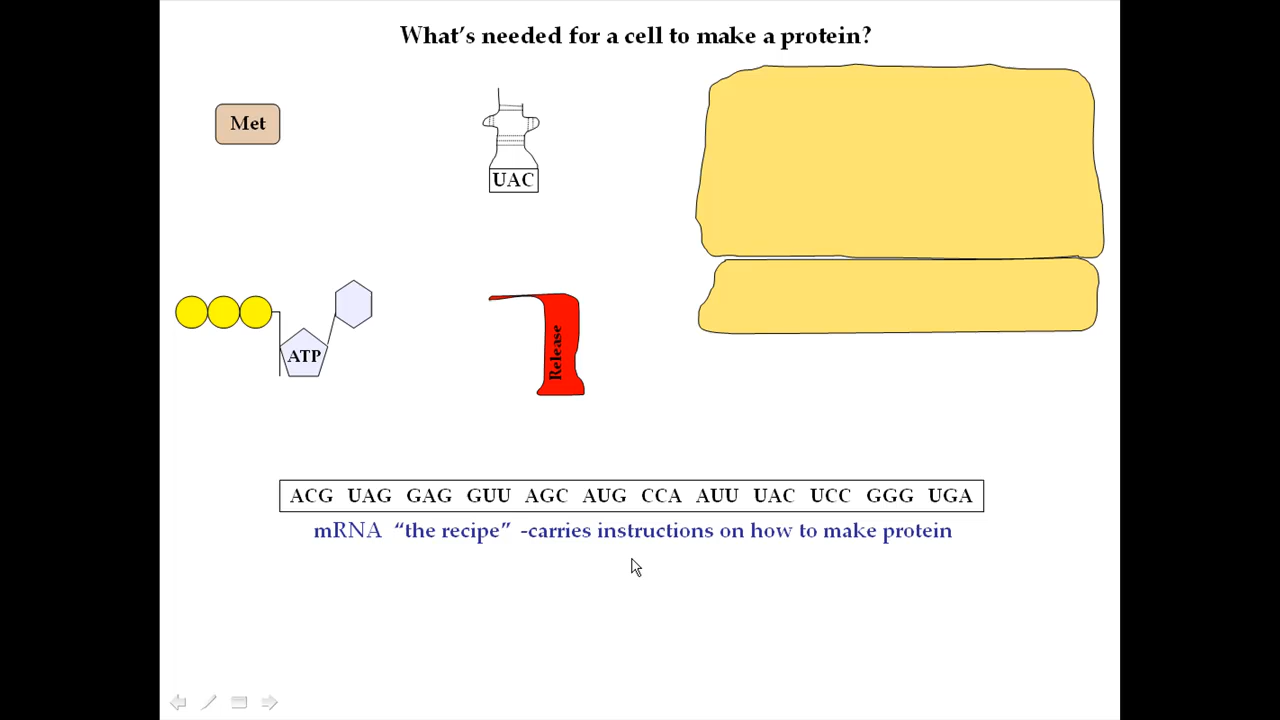 What's needed for a cell to make a protein?
Met
UAC
ATP
Release
ACG UAG GAG GUU AGC AUG CCA AUU UAC UCC GGG UGA
mRNA “the recipe” -carries instructions on how to make protein